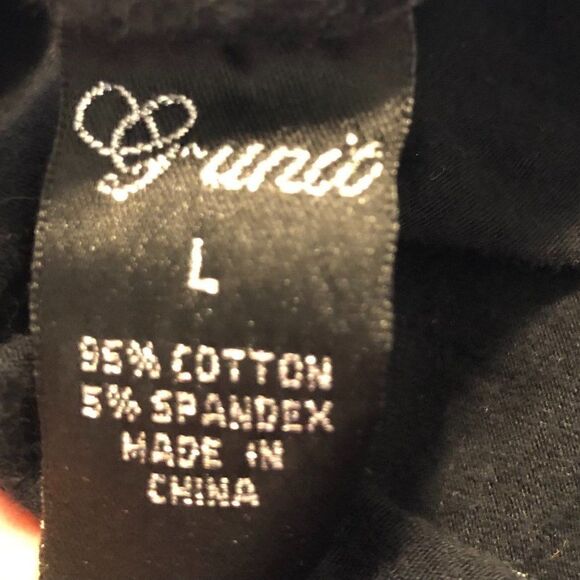 G-unit
L
95% COTTON
5% SPANDEX
MADE IN
CHINA